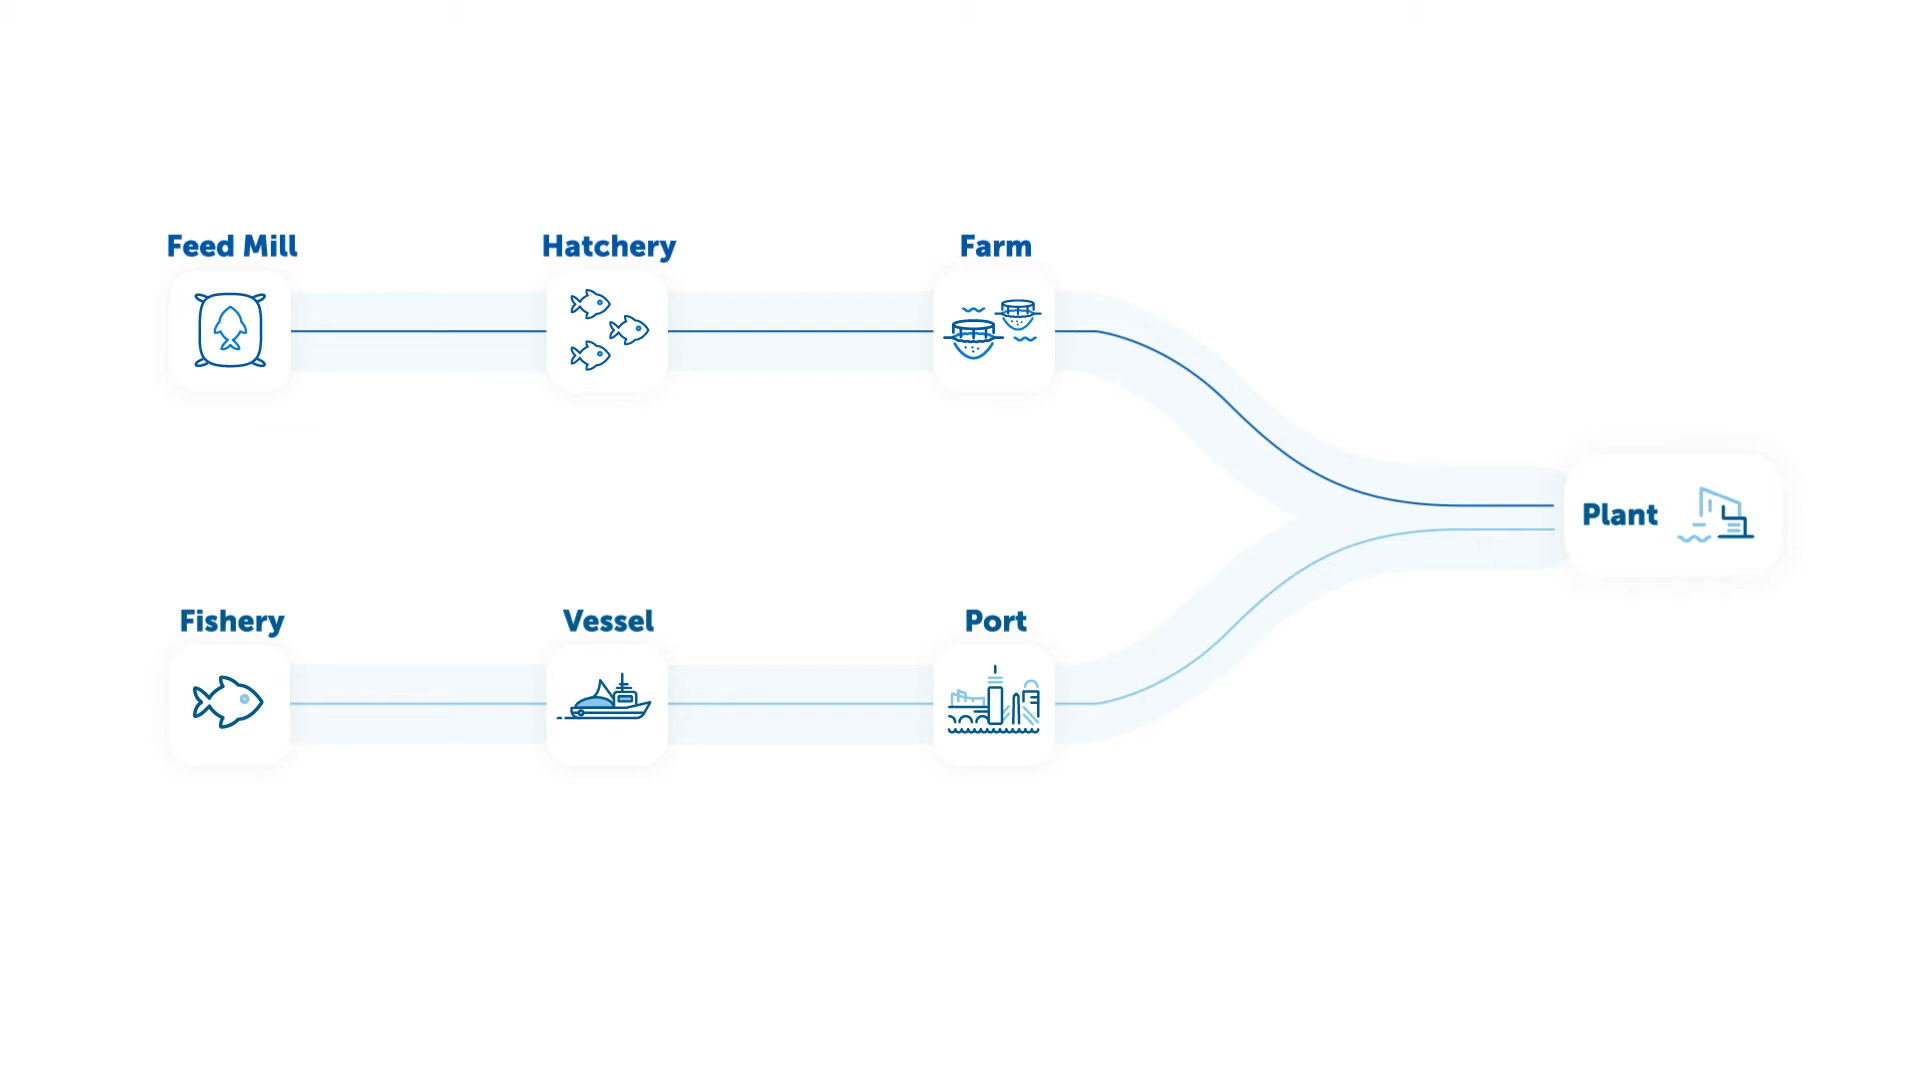 Feed Mill
Hatchery
Farm
Plant
Fishery
Vessel
Port